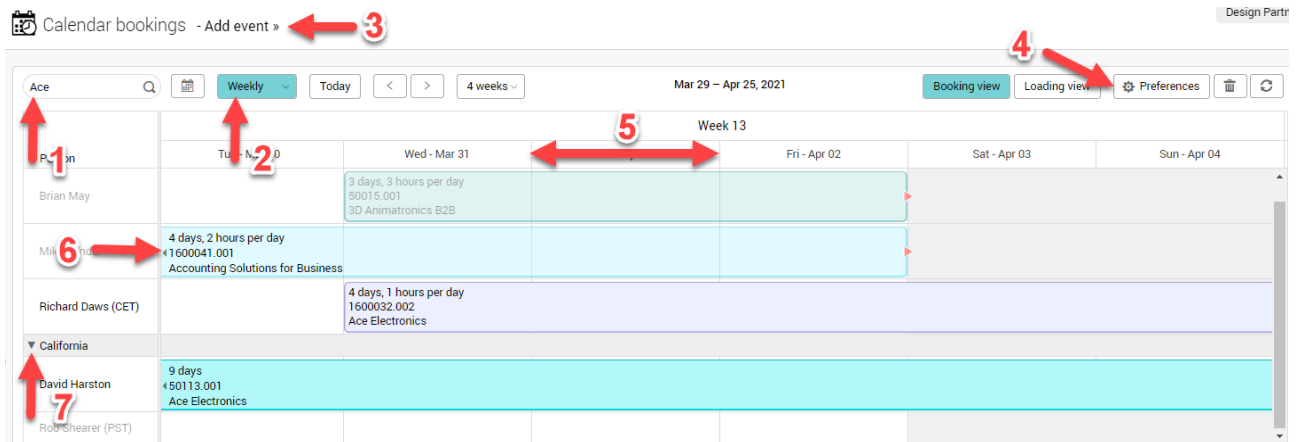 Design Partn
Calendar bookings - Add event »
3
4
Ace
Weekly
Today
<
>
4 weeks
Mar 29 – Apr 25, 2021
Booking view
Loading view
Preferences
Week 13
5
1
2
Wed - Mar 31
Fri - Apr 02
Sat - Apr 03
Sun - Apr 04
Brian May
3 days, 3 hours per day
50015.001
3D Animatronics B2B
6
4 days, 2 hours per day
1600041.001
Accounting Solutions for Business
Richard Daws (CET)
4 days, 1 hours per day
1600032.002
Ace Electronics
California
David Harston
9 days
50113.001
Ace Electronics
7
Rob Shearer (PST)